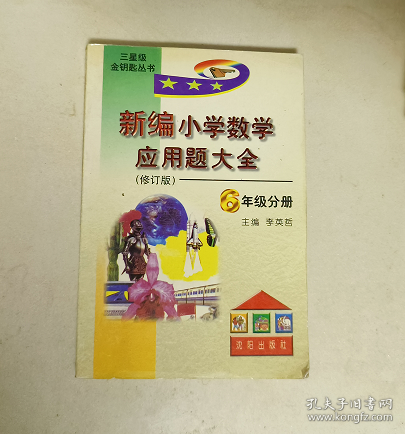 三星级
金钥匙丛书
新编小学数学
应用题大全
(修订版)
6年级分册
主编 李英哲
沈阳出版社
孔夫子旧书网
www.kongfz.com